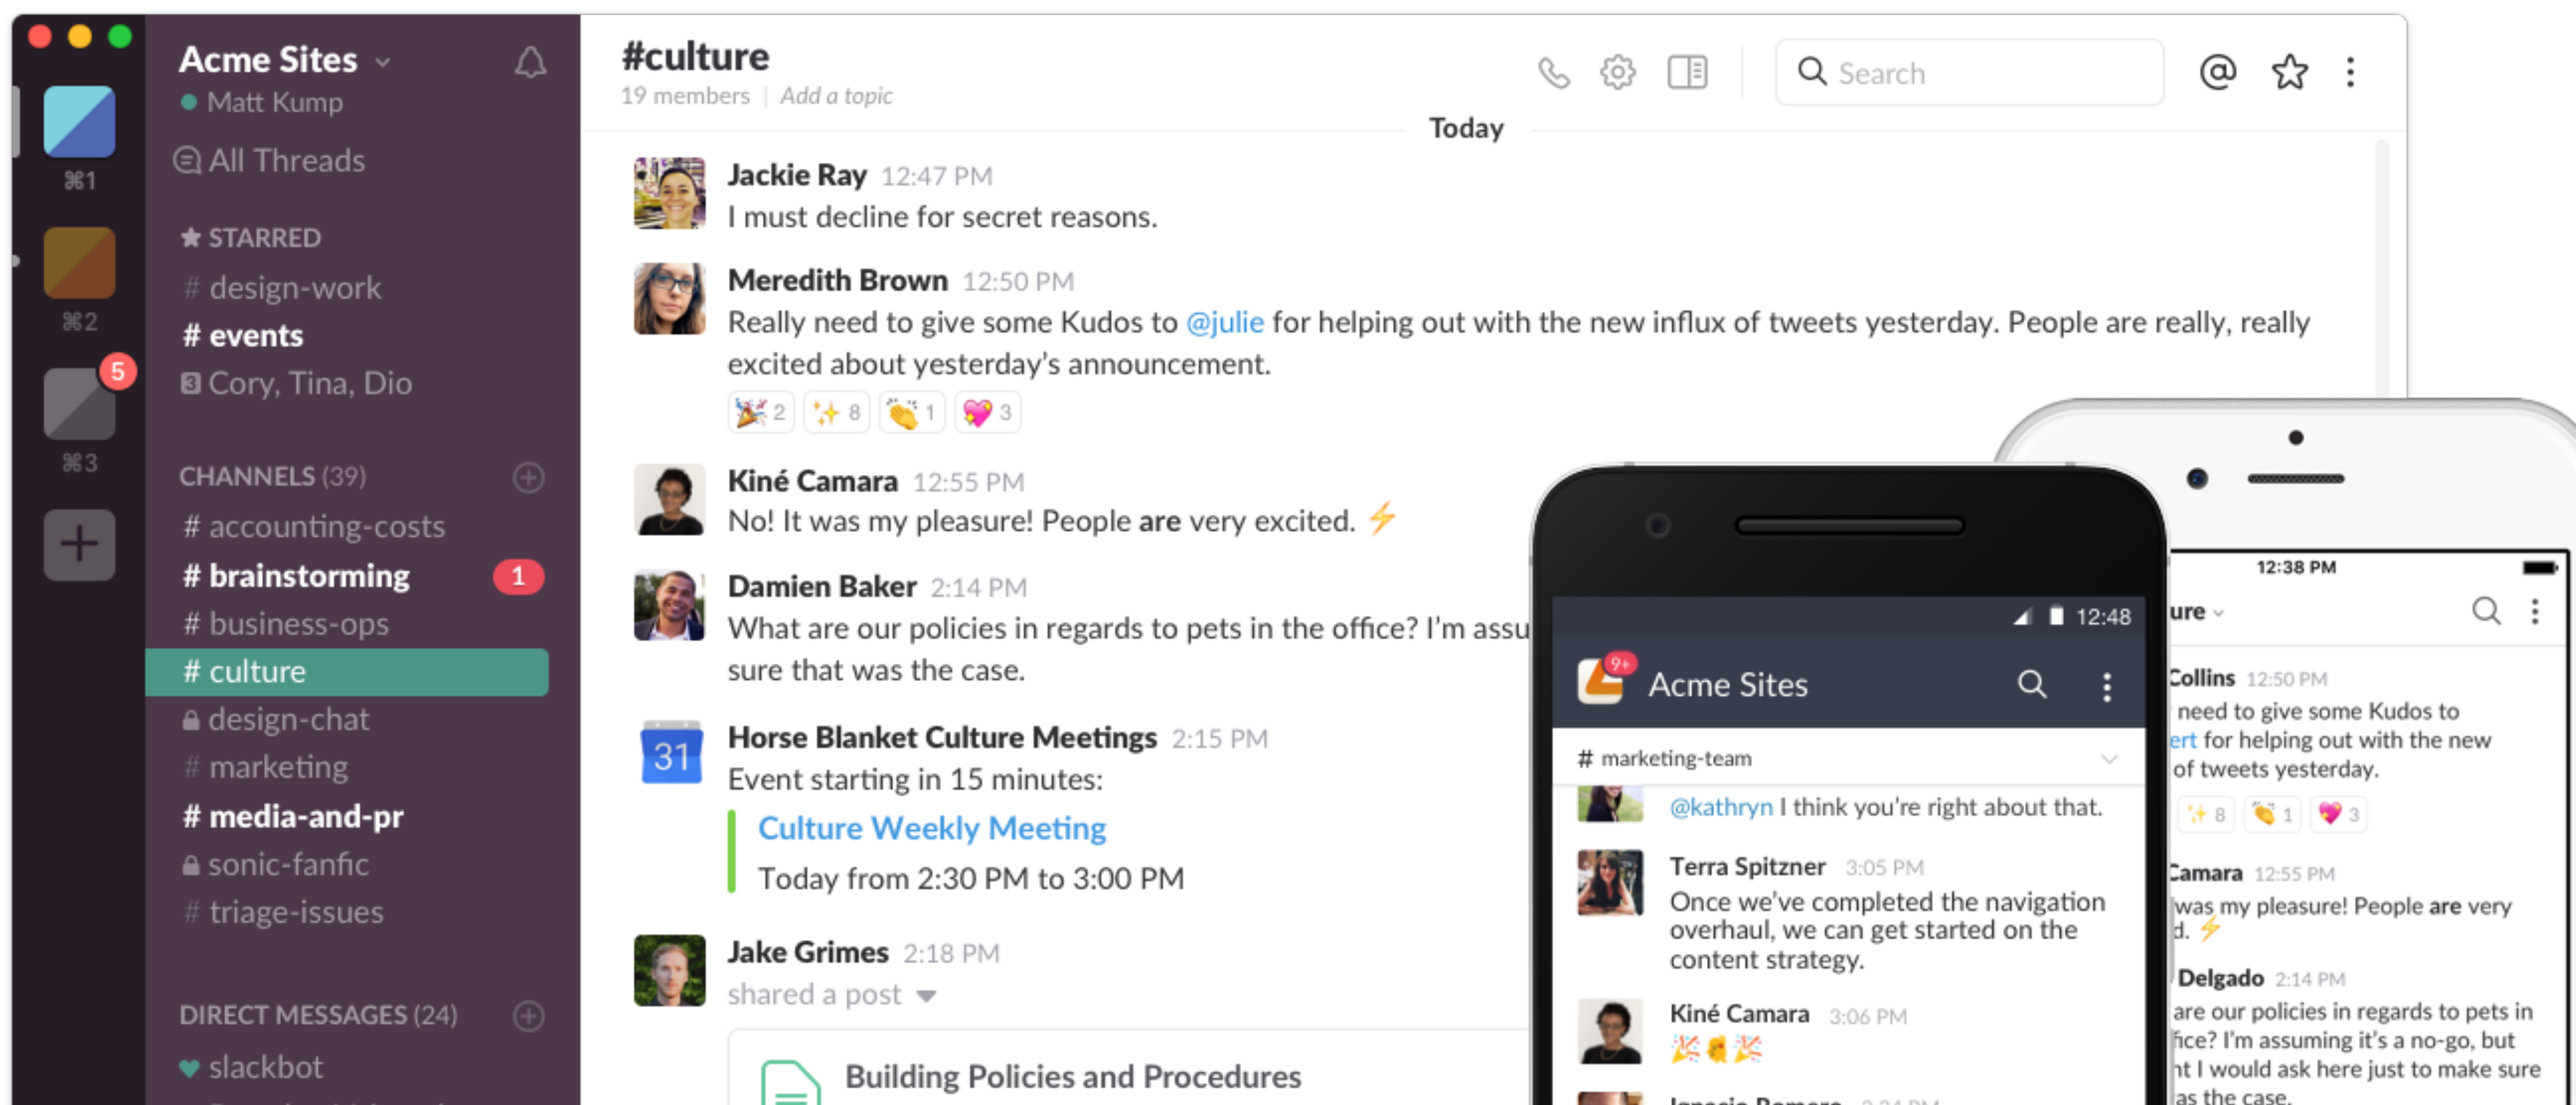 Acme Sites
Matt Kump
All Threads
⌘1
⌘2
5
⌘3
STARRED
# design-work
# events
3 Cory, Tina, Dio
CHANNELS (39)
# accounting-costs
# brainstorming 1
# business-ops
# culture
design-chat
# marketing
# media-and-pr
sonic-fanfic
# triage-issues
DIRECT MESSAGES (24)
slackbot
#culture
19 members | Add a topic
Search
Today
Jackie Ray 12:47 PM
I must decline for secret reasons.
Meredith Brown 12:50 PM
Really need to give some Kudos to @julie for helping out with the new influx of tweets yesterday. People are really, really
excited about yesterday’s announcement.
🎉 2 ✨ 8 👏 1 💖 3
Kiné Camara 12:55 PM
No! It was my pleasure! People are very excited. ⚡
Damien Baker 2:14 PM
What are our policies in regards to pets in the office? I’m assu
sure that was the case.
31
Horse Blanket Culture Meetings 2:15 PM
Event starting in 15 minutes:
Culture Weekly Meeting
Today from 2:30 PM to 3:00 PM
Jake Grimes 2:18 PM
shared a post
Building Policies and Procedures
12:48
9+
Acme Sites
# marketing-team
@kathryn I think you’re right about that.
Terra Spitzner 3:05 PM
Once we’ve completed the navigation
overhaul, we can get started on the
content strategy.
Kiné Camara 3:06 PM
12:38 PM
ure
Collins 12:50 PM
need to give some Kudos to
ert for helping out with the new
of tweets yesterday.
✨ 8 👏 1 💖 3
Camara 12:55 PM
was my pleasure! People are very
d. ⚡
Delgado 2:14 PM
are our policies in regards to pets in
fice? I’m assuming it’s a no-go, but
ht I would ask here just to make sure
as the case.